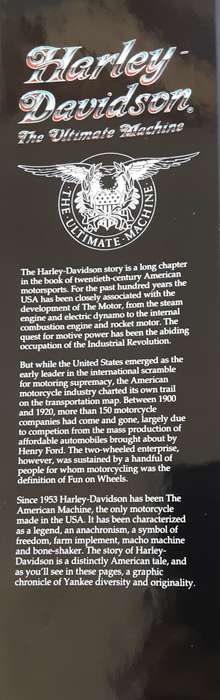 Harley-
Davidson®
The Ultimate Machine
THE ULTIMATE MACHINE
The Harley-Davidson story is a long chapter
in the book of twentieth-century American
motorsports. For the past hundred years the
USA has been closely associated with the
development of The Motor, from the steam
engine and electric dynamo to the internal
combustion engine and rocket motor. The
quest for motive power has been the abiding
occupation of the Industrial Revolution.
But while the United States emerged as the
early leader in the international scramble
for motoring supremacy, the American
motorcycle industry charted its own trail
on the transportation map. Between 1900
and 1920, more than 150 motorcycle
companies had come and gone, largely due
to competion from the mass production of
affordable automobiles brought about by
Henry Ford. The two-wheeled enterprise,
however, was sustained by a handful of
people for whom motorcycling was the
definition of Fun on Wheels.
Since 1953 Harley-Davidson has been The
American Machine, the only motorcycle
made in the USA. It has been characterized
as a legend, an anachronism, a symbol of
freedom, farm implement, macho machine
and bone-shaker. The story of Harley-
Davidson is a distinctly American tale, and
as you'll see in these pages, a graphic
chronicle of Yankee diversity and originality.